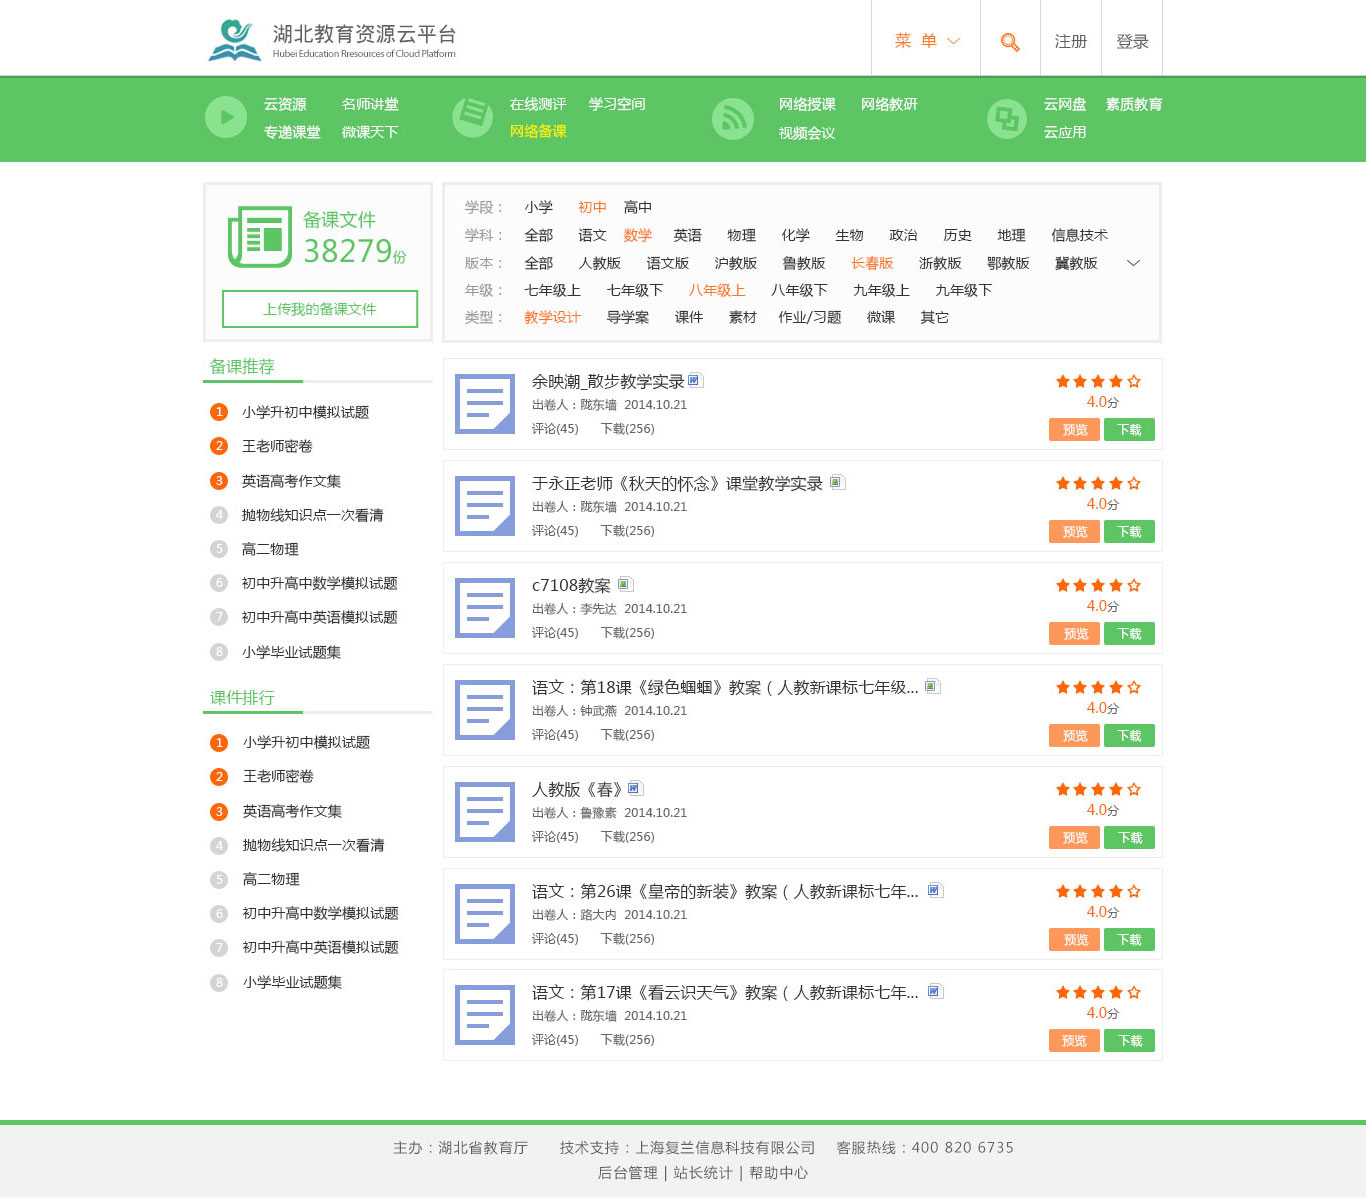 湖北教育资源云平台
Hubei Education Rresources of Cloud Platform
菜 单
注册
登录
云资源 名师讲堂 在线测评 学习空间 网络授课 网络教研 云网盘 素质教育
专递课堂 微课天下 网络备课 视频会议 云应用
备课文件
38279份
上传我的备课文件
学段： 小学 初中 高中
学科： 全部 语文 数学 英语 物理 化学 生物 政治 历史 地理 信息技术
版本： 全部 人教版 语文版 沪教版 鲁教版 长春版 浙教版 鄂教版 冀教版
年级： 七年级上 七年级下 八年级上 八年级下 九年级上 九年级下
类型： 教学设计 导学案 课件 素材 作业/习题 微课 其它
备课推荐
1 小学升初中模拟试题
2 王老师密卷
3 英语高考作文集
4 抛物线知识点一次看清
5 高二物理
6 初中升高中数学模拟试题
7 初中升高中英语模拟试题
8 小学毕业试题集
课件排行
1 小学升初中模拟试题
2 王老师密卷
3 英语高考作文集
4 抛物线知识点一次看清
5 高二物理
6 初中升高中数学模拟试题
7 初中升高中英语模拟试题
8 小学毕业试题集
余映潮_散步教学实录
出卷人：陇东墙 2014.10.21 4.0分
评论(45) 下载(256) 预览 下载
于永正老师《秋天的怀念》课堂教学实录
出卷人：陇东墙 2014.10.21 4.0分
评论(45) 下载(256) 预览 下载
c7108教案
出卷人：李先达 2014.10.21 4.0分
评论(45) 下载(256) 预览 下载
语文：第18课《绿色蝈蝈》教案（人教新课标七年级...
出卷人：钟武燕 2014.10.21 4.0分
评论(45) 下载(256) 预览 下载
人教版《春》
出卷人：鲁豫素 2014.10.21 4.0分
评论(45) 下载(256) 预览 下载
语文：第26课《皇帝的新装》教案（人教新课标七年...
出卷人：路大内 2014.10.21 4.0分
评论(45) 下载(256) 预览 下载
语文：第17课《看云识天气》教案（人教新课标七年...
出卷人：陇东墙 2014.10.21 4.0分
评论(45) 下载(256) 预览 下载
主办：湖北省教育厅 技术支持：上海复兰信息科技有限公司 客服热线：400 820 6735
后台管理 | 站长统计 | 帮助中心